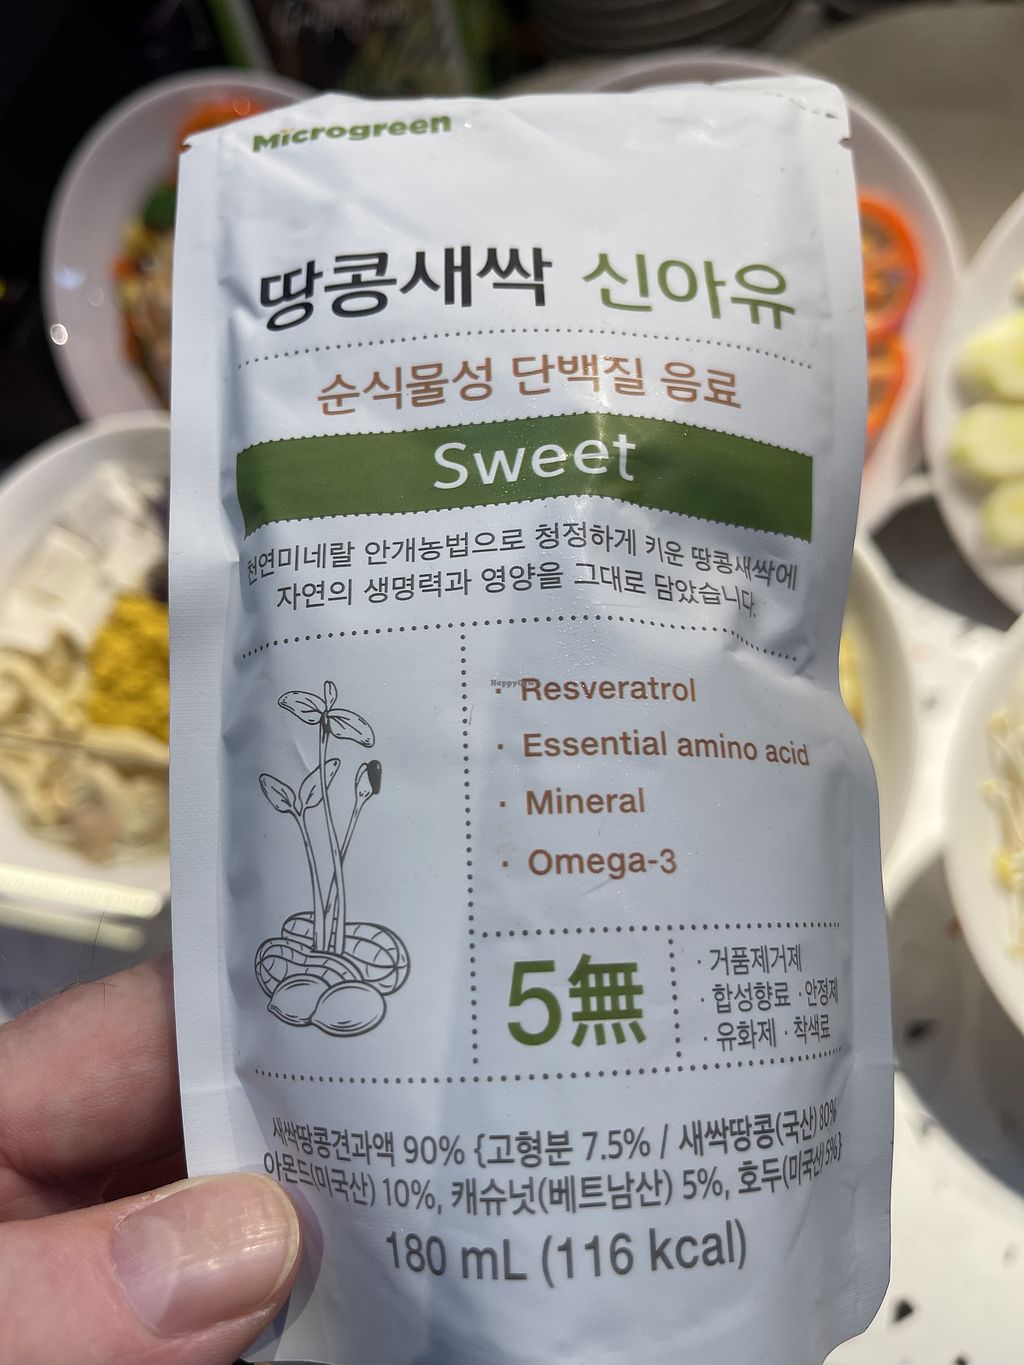 Microgreen
땅콩새싹 신아유
순식물성 단백질 음료
Sweet
천연미네랄 안개농법으로 청정하게 키운 땅콩새싹에
자연의 생명력과 영양을 그대로 담았습니다.
HappyCow
· Resveratrol
· Essential amino acid
· Mineral
· Omega-3
5無
· 거품제거제
· 합성향료 · 안정제
· 유화제 · 착색료
새싹땅콩견과액 90% {고형분 7.5% / 새싹땅콩(국산) 80%
아몬드(미국산) 10%, 캐슈넛(베트남산) 5%, 호두(미국산) 5%}
180 mL (116 kcal)